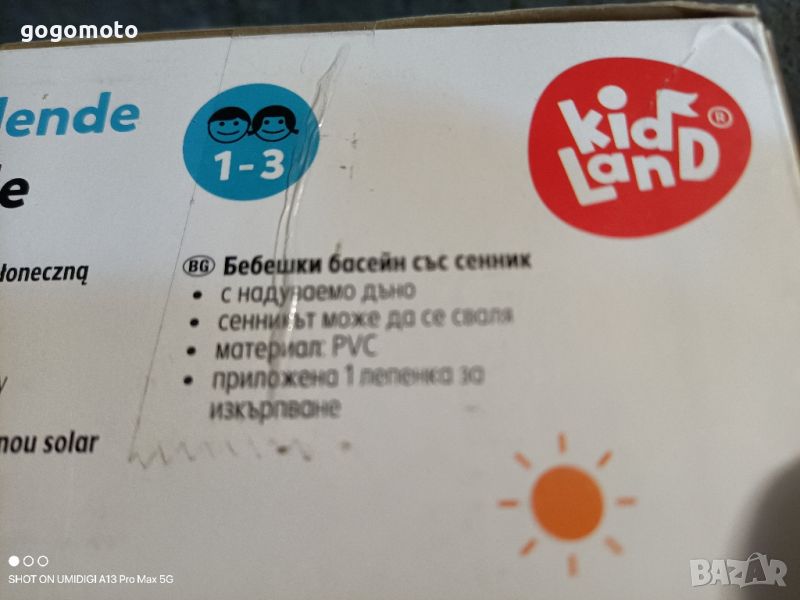 gogomoto
lende
e
1-3
kid
LanD
®
łoneczną
BG Бебешки басейн със сенник
• с надуваемо дъно
• сенникът може да се сваля
• материал: PVC
• приложена 1 лепенка за
изкърпване
y
nou solar
SHOT ON UMIDIGI A13 Pro Max 5G
BAZAR